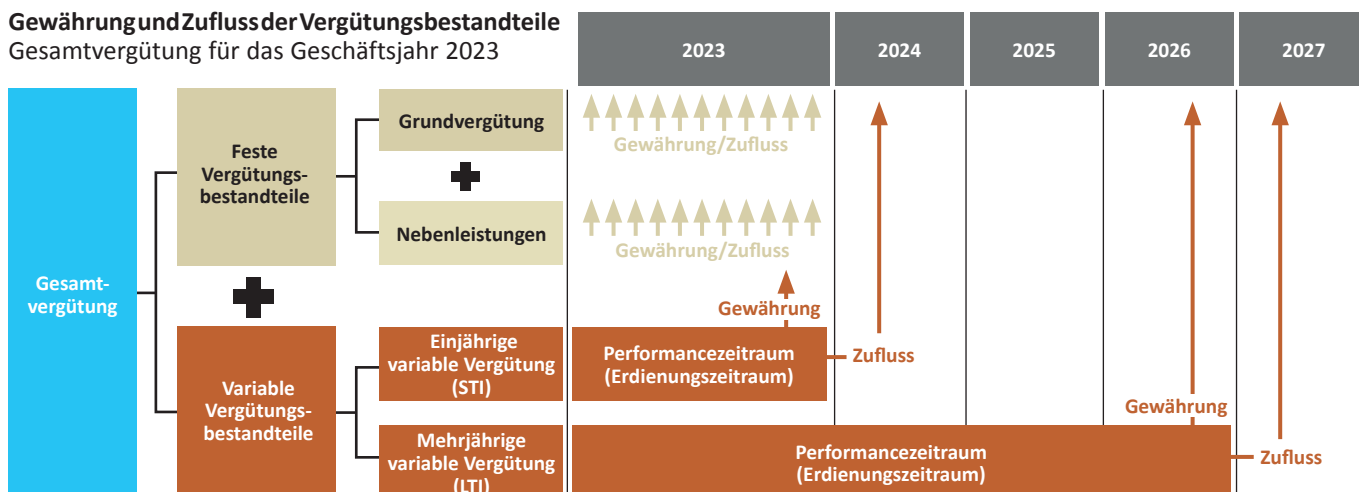 Gewährung und Zufluss der Vergütungsbestandteile
Gesamtvergütung für das Geschäftsjahr 2023
2023
2024
2025
2026
2027
Gesamt-
vergütung
Feste
Vergütungs-
bestandteile
Grundvergütung
Nebenleistungen
Gewährung/Zufluss
Gewährung/Zufluss
Variable
Vergütungs-
bestandteile
Einjährige
variable Vergütung
(STI)
Gewährung
Performancezeitraum
(Erdienungszeitraum)
Zufluss
Mehrjährige
variable Vergütung
(LTI)
Gewährung
Performancezeitraum
(Erdienungszeitraum)
Zufluss